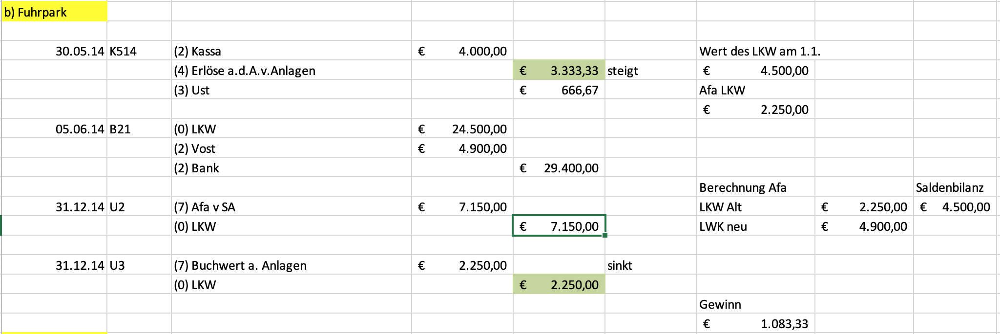 b) Fuhrpark
30.05.14 K514 (2) Kassa € 4.000,00 Wert des LKW am 1.1.
(4) Erlöse a.d.A.v.Anlagen € 3.333,33 steigt € 4.500,00
(3) Ust € 666,67 Afa LKW
€ 2.250,00
05.06.14 B21 (0) LKW € 24.500,00
(2) Vost € 4.900,00
(2) Bank € 29.400,00
Berechnung Afa Saldenbilanz
31.12.14 U2 (7) Afa v SA € 7.150,00 LKW Alt € 2.250,00 € 4.500,00
(0) LKW € 7.150,00 LWK neu € 4.900,00
31.12.14 U3 (7) Buchwert a. Anlagen € 2.250,00 sinkt
(0) LKW € 2.250,00
Gewinn
€ 1.083,33